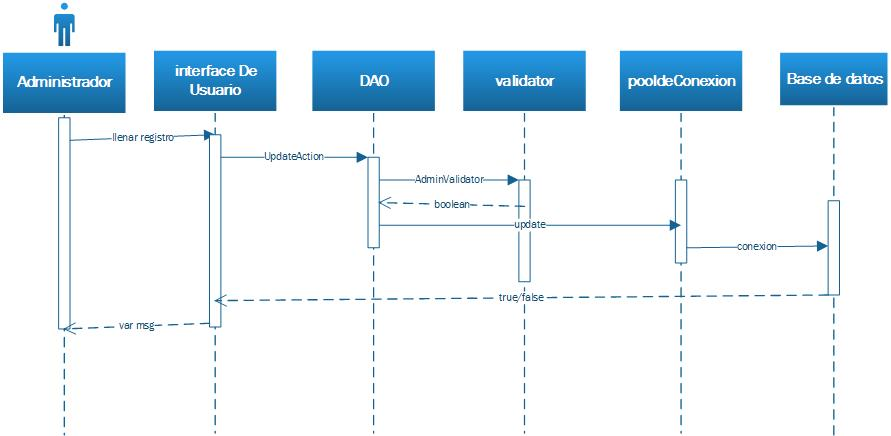 Administrador
interface De
Usuario
DAO
validator
pooldeConexion
Base de datos
llenar registro
UpdateAction
AdminValidator
boolean
update
conexion
true/false
var msg